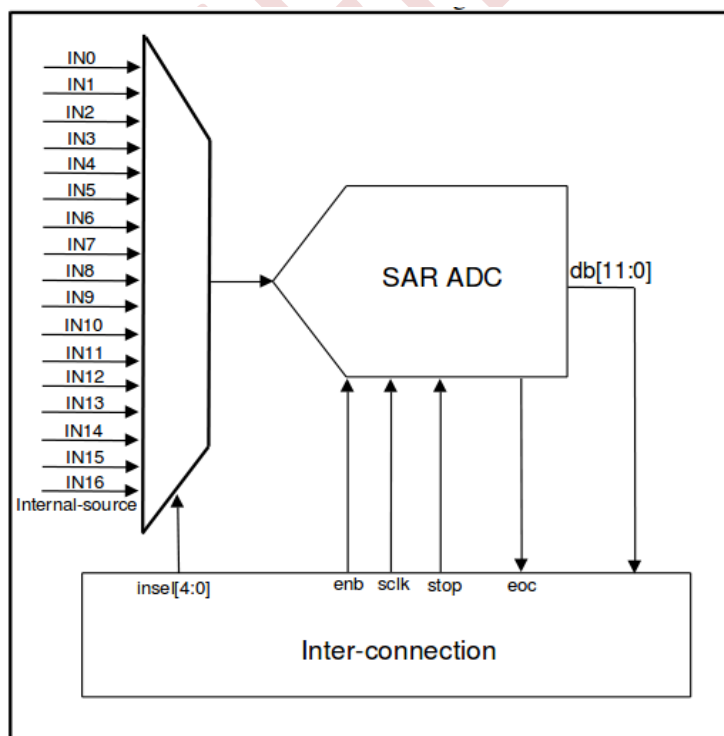 IN0
IN1
IN2
IN3
IN4
IN5
IN6
IN7
IN8
IN9
IN10
IN11
IN12
IN13
IN14
IN15
IN16
Internal-source
SAR ADC
db[11:0]
insel[4:0]
enb
sclk
stop
eoc
Inter-connection